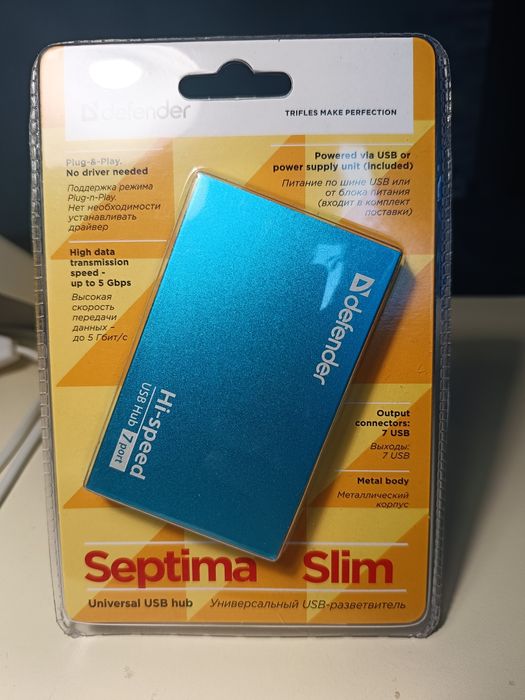 defender
TRIFLES MAKE PERFECTION
Plug-&-Play.
No driver needed
Поддержка режима
Plug-n-Play.
Нет необходимости
устанавливать
драйвер
High data
transmission
speed -
up to 5 Gbps
Высокая
скорость
передачи
данных –
до 5 Гбит/с
Powered via USB or
power supply unit (included)
Питание по шине USB или
от блока питания
(входит в комплект
поставки)
defender
Hi-speed
USB Hub 7 port
Output
connectors:
7 USB
Выходы:
7 USB
Metal body
Металлический
корпус
Septima Slim
Universal USB hub Универсальный USB-разветвитель